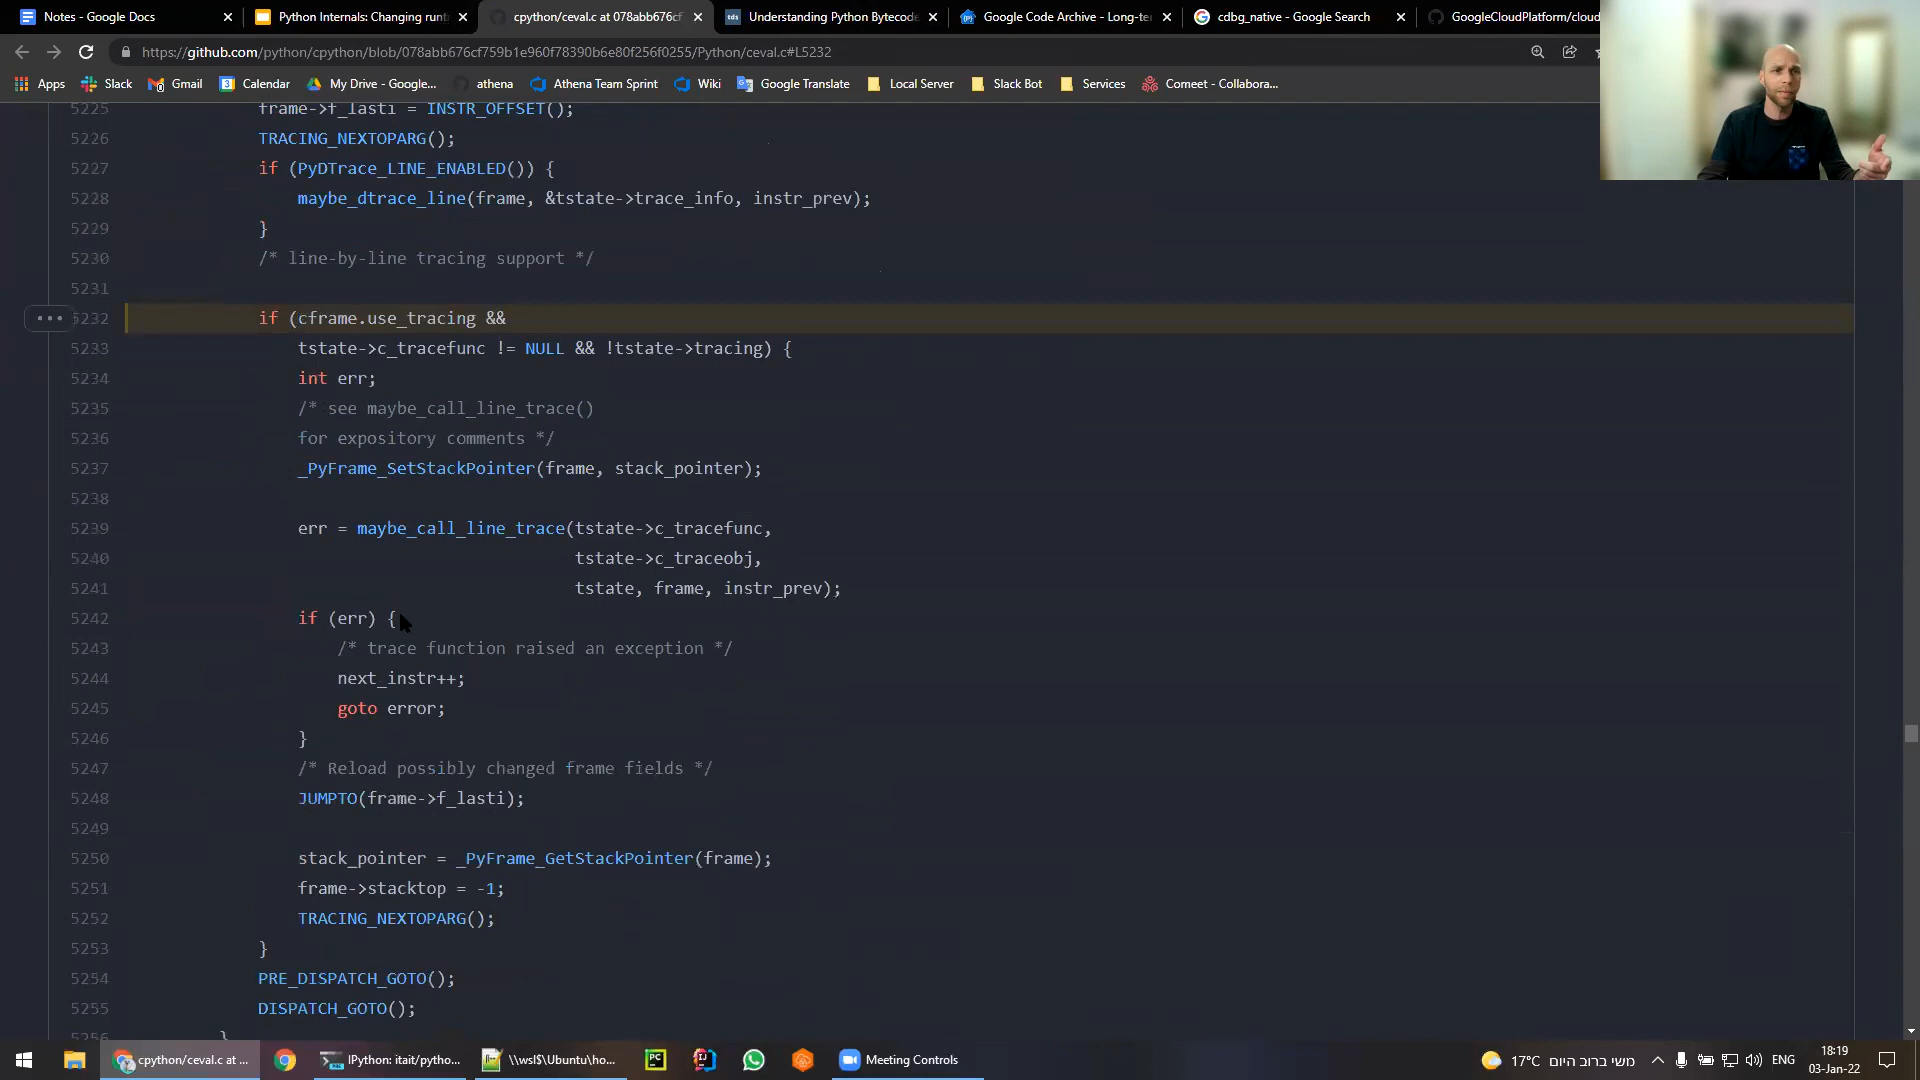 Notes - Google Docs
Python Internals: Changing runt
cpython/ceval.c at 078abb676cf
Understanding Python Bytecode
Google Code Archive - Long-te
cdbg_native - Google Search
GoogleCloudPlatform/cloud
https://github.com/python/cpython/blob/078abb676cf759b1e960f78390b6e80f256f0255/Python/ceval.c#L5232
Apps
Slack
Gmail
Calendar
My Drive - Google...
athena
Athena Team Sprint
Wiki
Google Translate
Local Server
Slack Bot
Services
Comeet - Collabora...
5225 frame->f_lasti = INSTR_OFFSET();
5226 TRACING_NEXTOPARG();
5227 if (PyDTrace_LINE_ENABLED()) {
5228 maybe_dtrace_line(frame, &tstate->trace_info, instr_prev);
5229 }
5230 /* line-by-line tracing support */
5231
5232 if (cframe.use_tracing &&
5233 tstate->c_tracefunc != NULL && !tstate->tracing) {
5234 int err;
5235 /* see maybe_call_line_trace()
5236 for expository comments */
5237 _PyFrame_SetStackPointer(frame, stack_pointer);
5238
5239 err = maybe_call_line_trace(tstate->c_tracefunc,
5240 tstate->c_traceobj,
5241 tstate, frame, instr_prev);
5242 if (err) {
5243 /* trace function raised an exception */
5244 next_instr++;
5245 goto error;
5246 }
5247 /* Reload possibly changed frame fields */
5248 JUMPTO(frame->f_lasti);
5249
5250 stack_pointer = _PyFrame_GetStackPointer(frame);
5251 frame->stacktop = -1;
5252 TRACING_NEXTOPARG();
5253 }
5254 PRE_DISPATCH_GOTO();
5255 DISPATCH_GOTO();
5256 }
cpython/ceval.c at ...
IPython: itait/pytho...
\\wsl$\Ubuntu\ho...
Meeting Controls
17°C משי ברוב היום
ENG
18:19
03-Jan-22